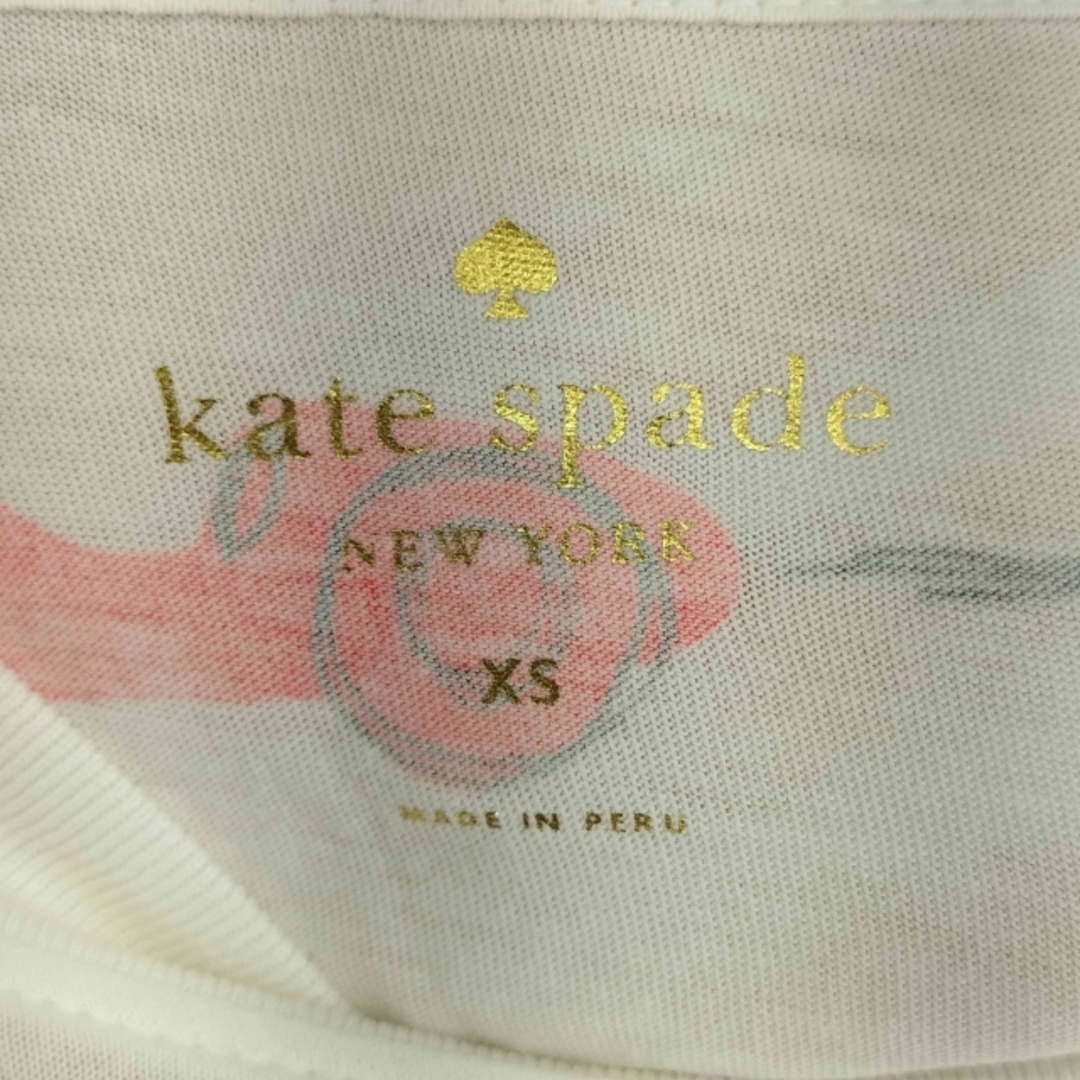 kate spade
NEW YORK
XS
MADE IN PERU